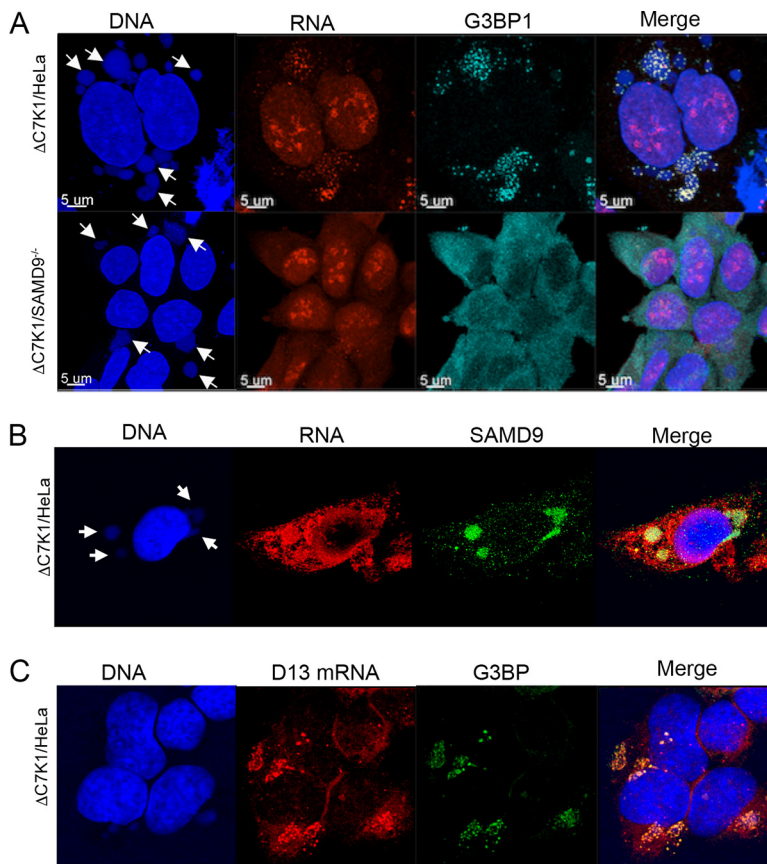 A
DNA RNA G3BP1 Merge
ΔC7K1/HeLa
5 um 5 um 5 um 5 um
ΔC7K1/SAMD9-/-
5 um 5 um 5 um 5 um
B
DNA RNA SAMD9 Merge
ΔC7K1/HeLa
C
DNA D13 mRNA G3BP Merge
ΔC7K1/HeLa